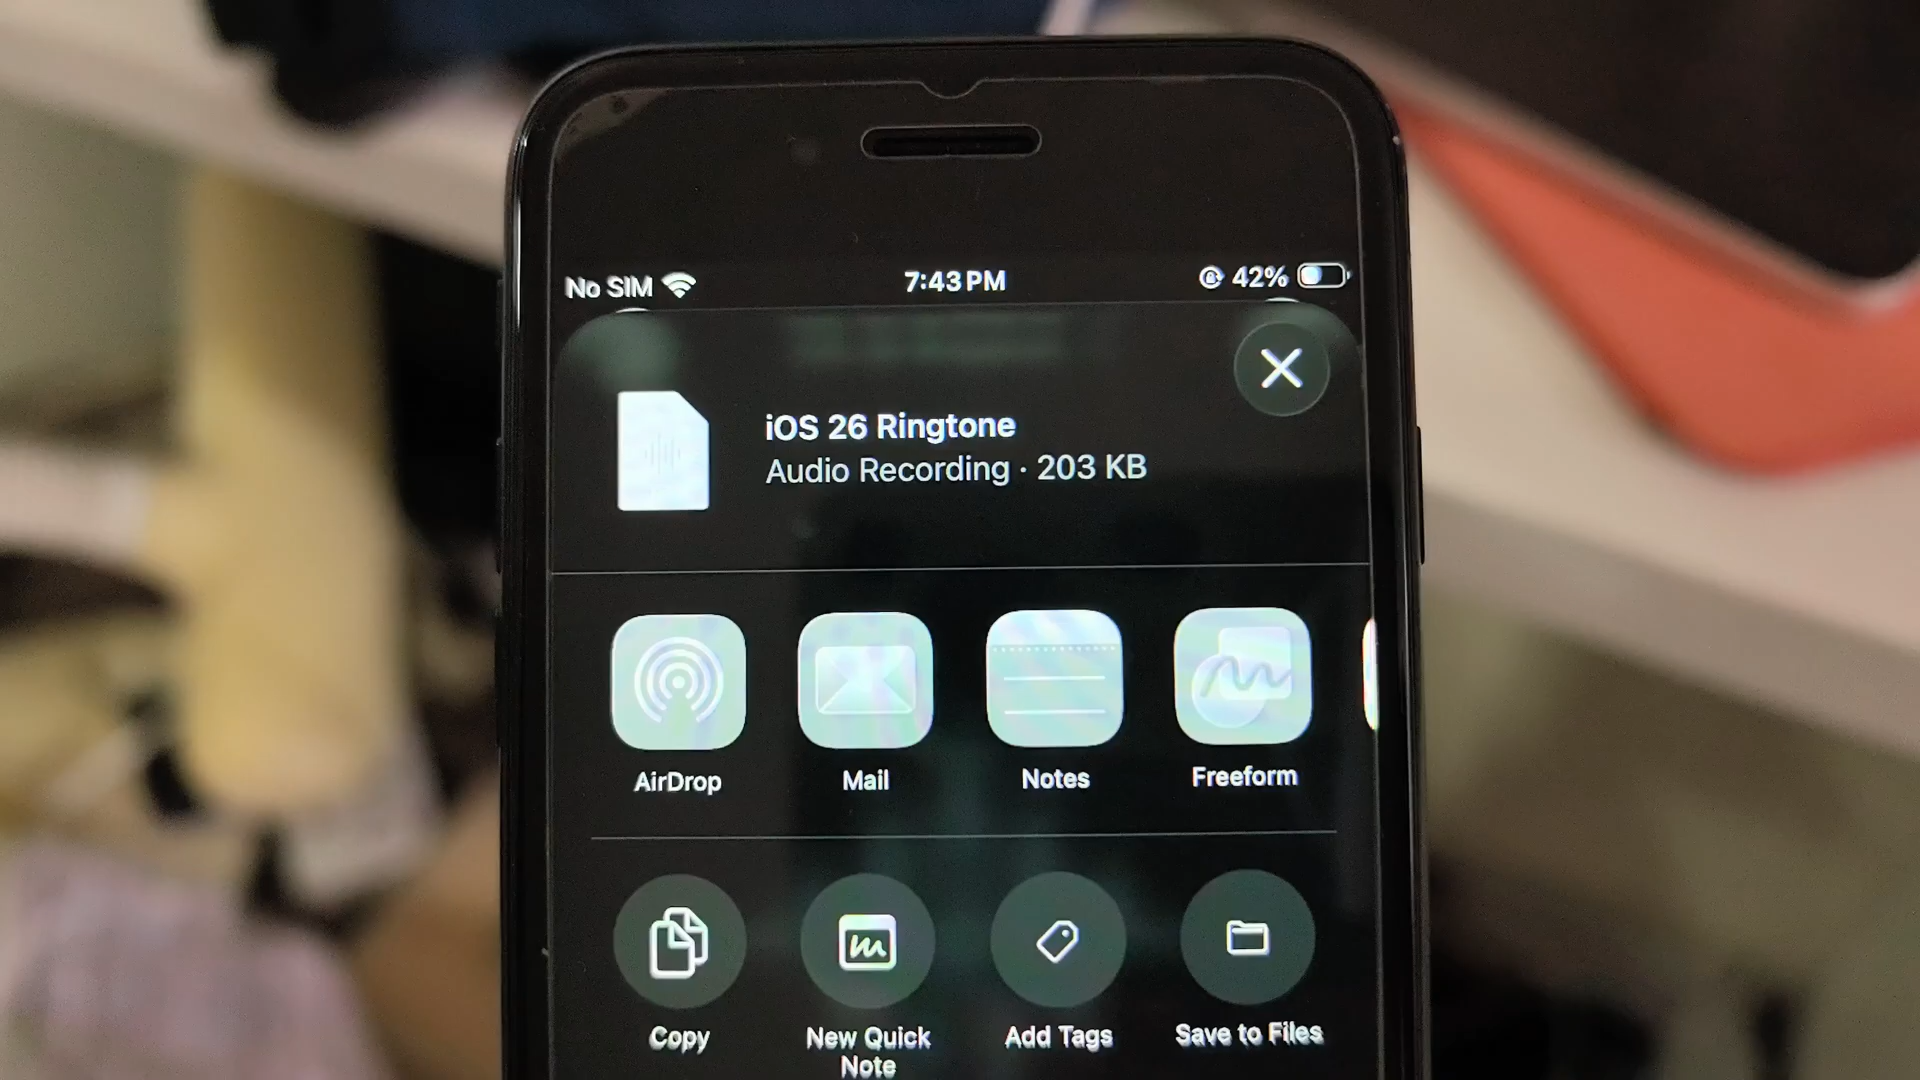 No SIM 7:43 PM 42%
iOS 26 Ringtone
Audio Recording · 203 KB
AirDrop Mail Notes Freeform
Copy New Quick Note Add Tags Save to Files